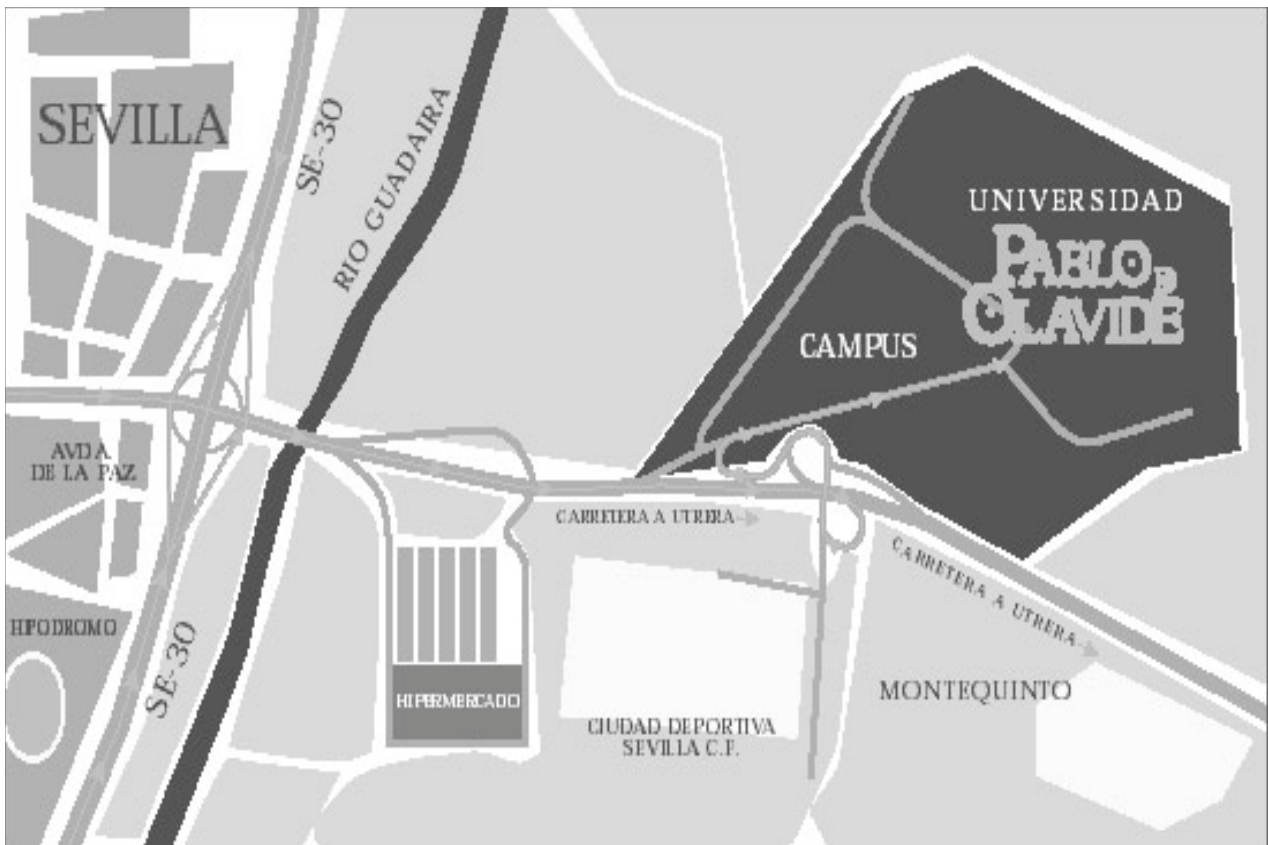 SEVILLA
SE-30
RIO GUADAIRA
UNIVERSIDAD
PABLO DE
OLAVIDE
CAMPUS
AVDA.
DE LA PAZ
CARRETERA A UTRERA
CARRETERA A UTRERA
HIPODROMO
SE-30
HIPERMERCADO
MONTEQUINTO
CIUDAD DEPORTIVA
SEVILLA C.F.